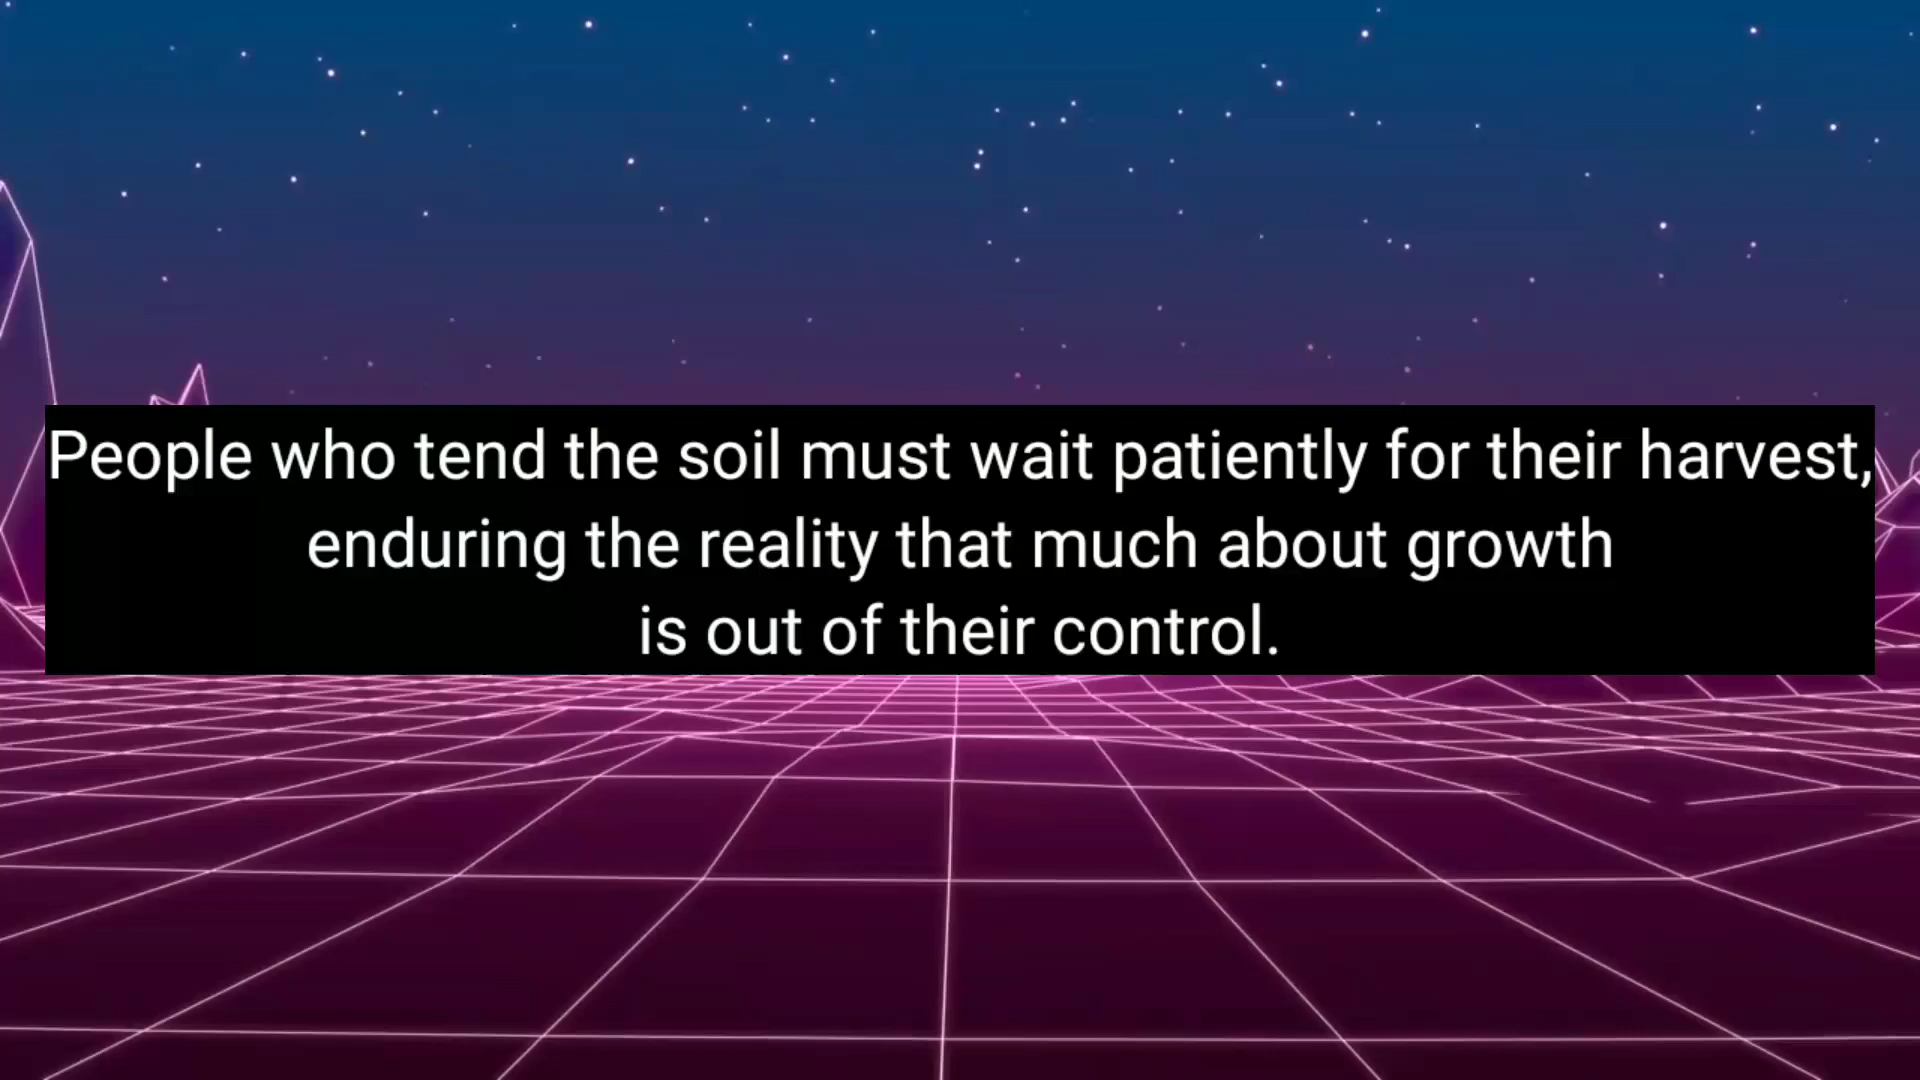 People who tend the soil must wait patiently for their harvest,
enduring the reality that much about growth
is out of their control.